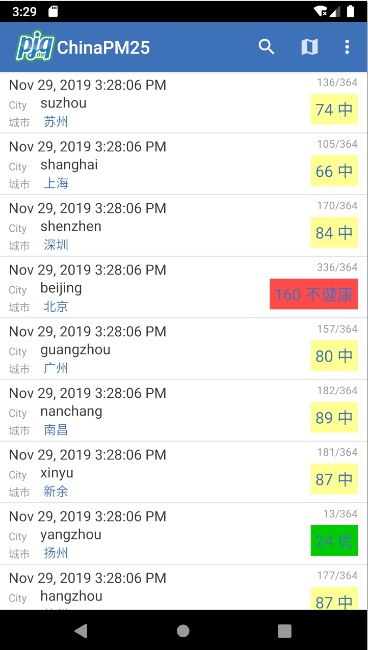 3:29
pjq ChinaPM25
Nov 29, 2019 3:28:06 PM 136/364
City suzhou 74 中
城市 苏州
Nov 29, 2019 3:28:06 PM 105/364
City shanghai 66 中
城市 上海
Nov 29, 2019 3:28:06 PM 170/364
City shenzhen 84 中
城市 深圳
Nov 29, 2019 3:28:06 PM 336/364
City beijing 160 不健康
城市 北京
Nov 29, 2019 3:28:06 PM 157/364
City guangzhou 80 中
城市 广州
Nov 29, 2019 3:28:06 PM 182/364
City nanchang 89 中
城市 南昌
Nov 29, 2019 3:28:06 PM 181/364
City xinyu 87 中
城市 新余
Nov 29, 2019 3:28:06 PM 13/364
City yangzhou 24 优
城市 扬州
Nov 29, 2019 3:28:06 PM 177/364
City hangzhou 87 中